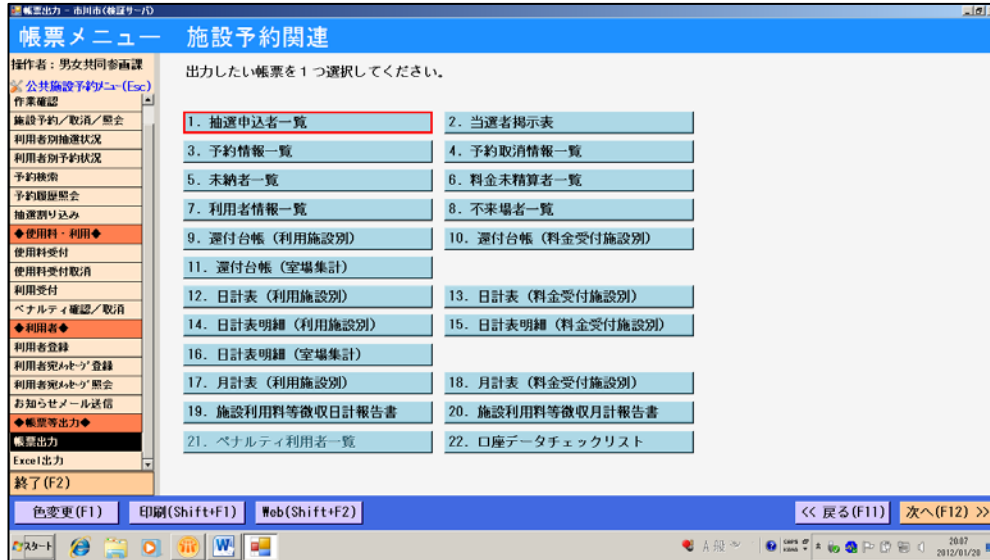 帳票出力 - 市川市(検証サーバ)
帳票メニュー 施設予約関連
操作者：男女共同参画課
公共施設予約メニュー(Esc)
作業確認
施設予約／取消／照会
利用者別抽選状況
利用者別予約状況
予約検索
予約履歴照会
抽選割り込み
◆使用料・利用◆
使用料受付
使用料受付取消
利用受付
ペナルティ確認／取消
◆利用者◆
利用者登録
利用者宛メッセージ登録
利用者宛メッセージ照会
お知らせメール送信
◆帳票等出力◆
帳票出力
Excel出力
終了(F2)
出力したい帳票を１つ選択してください。
1. 抽選申込者一覧
2. 当選者掲示表
3. 予約情報一覧
4. 予約取消情報一覧
5. 未納者一覧
6. 料金未精算者一覧
7. 利用者情報一覧
8. 不来場者一覧
9. 還付台帳（利用施設別）
10. 還付台帳（料金受付施設別）
11. 還付台帳（室場集計）
12. 日計表（利用施設別）
13. 日計表（料金受付施設別）
14. 日計表明細（利用施設別）
15. 日計表明細（料金受付施設別）
16. 日計表明細（室場集計）
17. 月計表（利用施設別）
18. 月計表（料金受付施設別）
19. 施設利用料等徴収日計報告書
20. 施設利用料等徴収月計報告書
21. ペナルティ利用者一覧
22. 口座データチェックリスト
色変更(F1) 印刷(Shift+F1) Web(Shift+F2) << 戻る(F11) 次へ(F12) >>
スタート A 般 CAPS KANA 20:07
2012/01/20